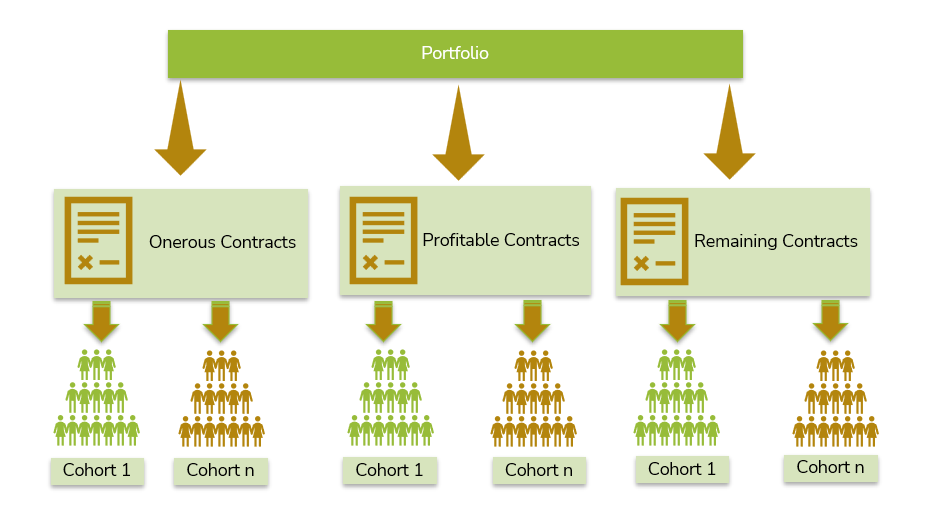 Portfolio
Onerous Contracts
Profitable Contracts
Remaining Contracts
Cohort 1
Cohort n
Cohort 1
Cohort n
Cohort 1
Cohort n